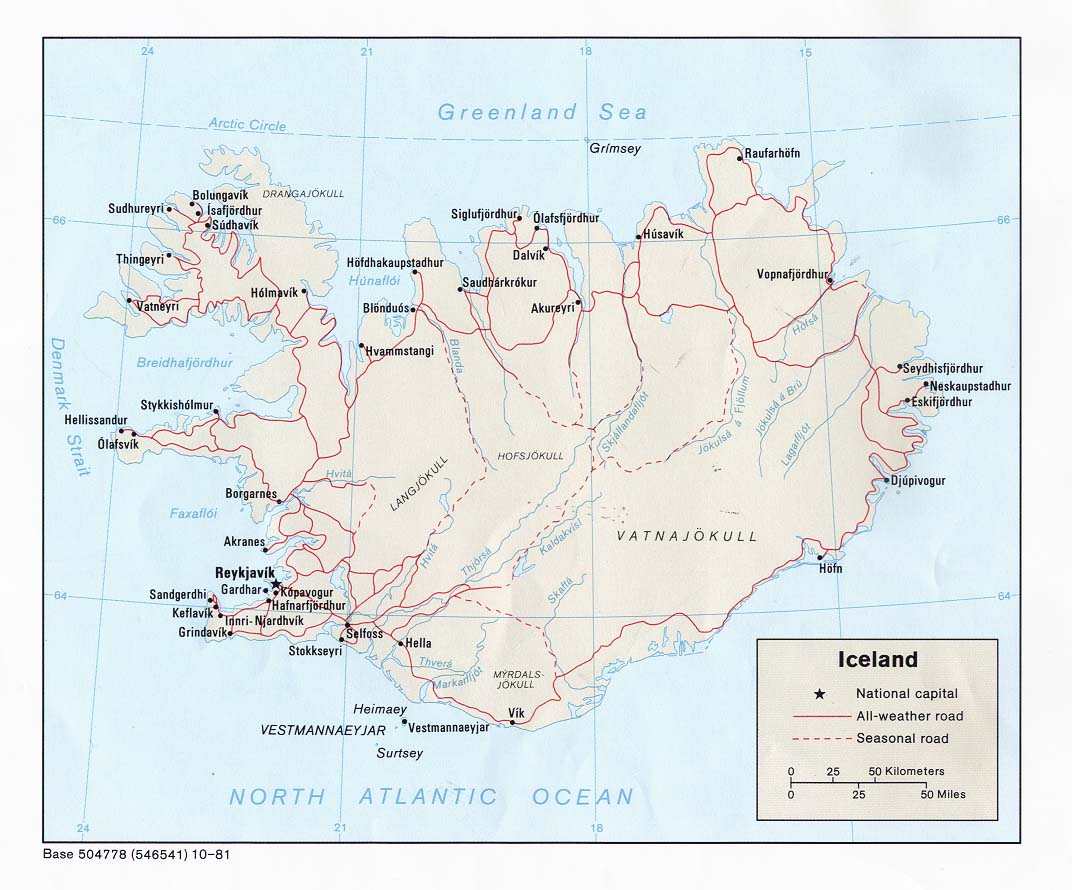 24
21
18
15
Greenland Sea
Arctic Circle
Grímsey
Raufarhöfn
Bolungavík
DRANGAJÖKULL
Sudhureyri
Ísafjördhur
Siglufjördhur
Ólafsfjördhur
66
66
Súdhavík
Húsavík
Dalvík
Thingeyri
Höfdhakaupstadhur
Vopnafjördhur
Húnaflói
Saudhárkrókur
Hólmavík
Vatneyri
Blönduós
Akureyri
Hofsá
Hvammstangi
Blanda
Denmark Strait
Breidhafjördhur
Seydhisfjördhur
Neskaupstadhur
Eskifjördhur
Stykkishólmur
Skjálfandafljót
Jökulsá á Fjöllum
Jökulsá á Brú
Lagarfljót
Hellissandur
Ólafsvík
HOFSJÖKULL
LANGJÖKULL
Hvítá
Djúpivogur
Borgarnes
Faxaflói
VATNAJÖKULL
Akranes
Hvítá
Thjórsá
Kaldakvísl
Höfn
Reykjavík
Gardhar
Kópavogur
Skaftá
64
64
Sandgerdhi
Hafnarfjördhur
Keflavík
Innri-Njardhvík
Grindavík
Selfoss
Stokkseyri
Hella
Thverá
Markarfljót
MÝRDALS-
JÖKULL
Heimaey
Vík
VESTMANNAEYJAR
Vestmannaeyjar
Surtsey
NORTH ATLANTIC OCEAN
Iceland
National capital
All-weather road
Seasonal road
0 25 50 Kilometers
0 25 50 Miles
24
21
18
Base 504778 (546541) 10-81